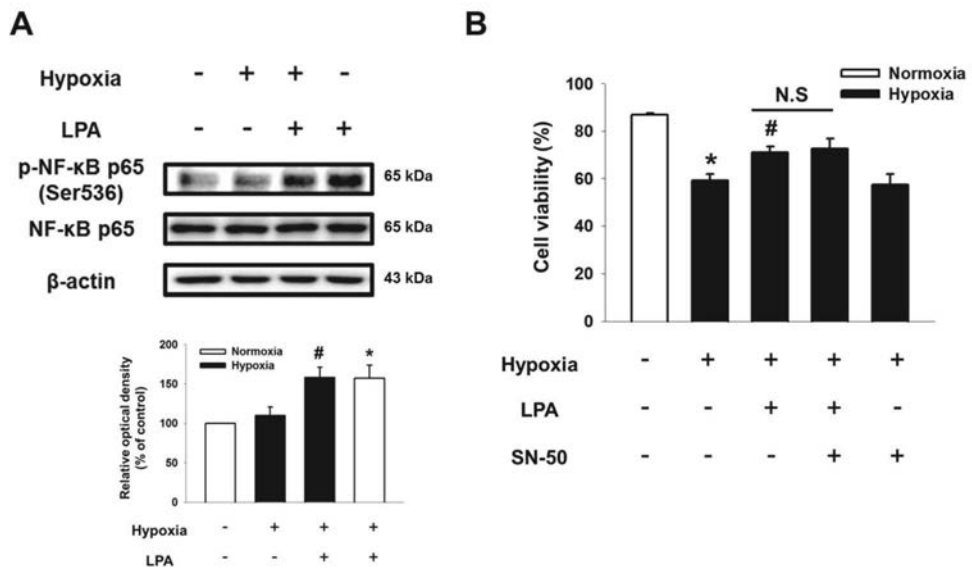 A
Hypoxia - + + -
LPA - - + +
p-NF-κB p65
(Ser536)
65 kDa
NF-κB p65
65 kDa
β-actin
43 kDa
Relative optical density
(% of control)
200
150
100
50
0
Normoxia
Hypoxia
#
*
Hypoxia - + + +
LPA - - + +
B
Cell viability (%)
100
80
60
40
20
0
Normoxia
Hypoxia
N.S
*
#
Hypoxia - + + + +
LPA - - + + -
SN-50 - - - + +